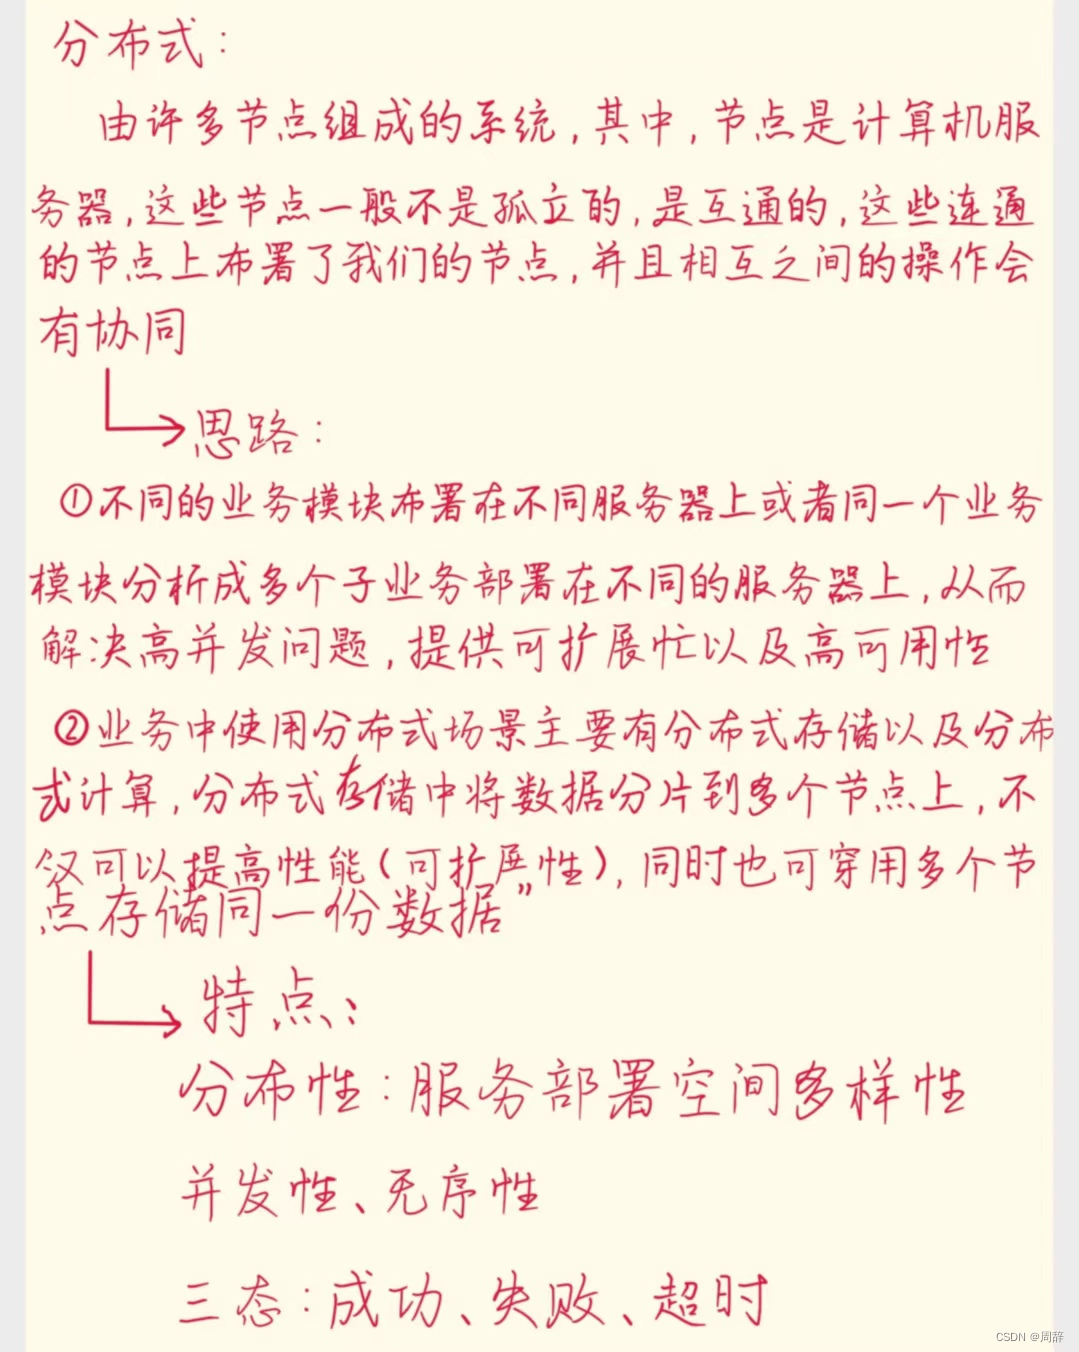 分布式:
由许多节点组成的系统,其中,节点是计算机服
务器,这些节点一般不是孤立的,是互通的,这些连通
的节点上布署了我们的节点,并且相互之间的操作会
有协同
思路:
①不同的业务模块布署在不同服务器上或者同一个业务
模块分析成多个子业务部署在不同的服务器上,从而
解决高并发问题,提供可扩展忙以及高可用性
②业务中使用分布式场景主要有分布式存储以及分布
式计算,分布式存储中将数据分片到多个节点上,不
仅可以提高性能(可扩展性),同时也可穿用多个节
点存储同一份数据”
特点:
分布性:服务部署空间多样性
并发性、无序性
三态:成功、失败、超时
CSDN @周辞